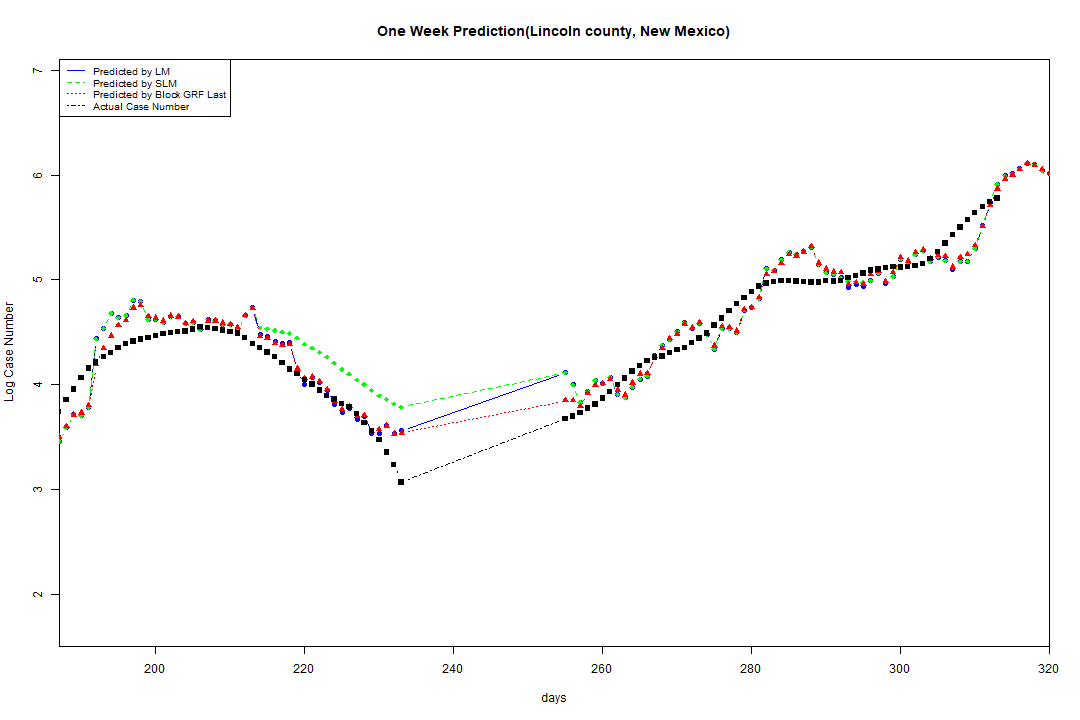 One Week Prediction(Lincoln county, New Mexico)
Predicted by LM
Predicted by SLM
Predicted by Block GRF Last
Actual Case Number
7
6
5
4
3
2
Log Case Number
200 220 240 260 280 300 320
days